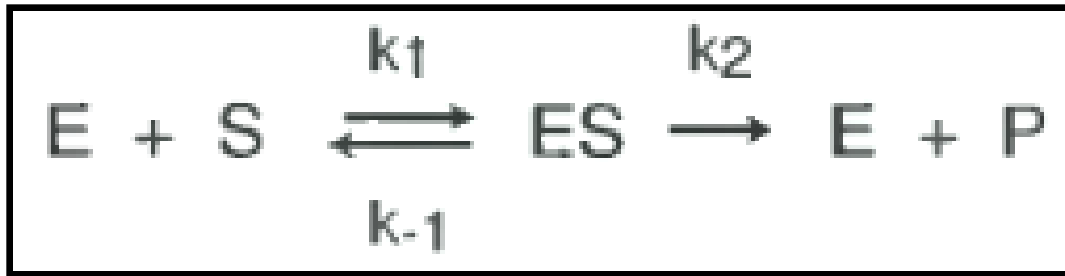 k1 k2
E + S ⇌ ES → E + P
k-1